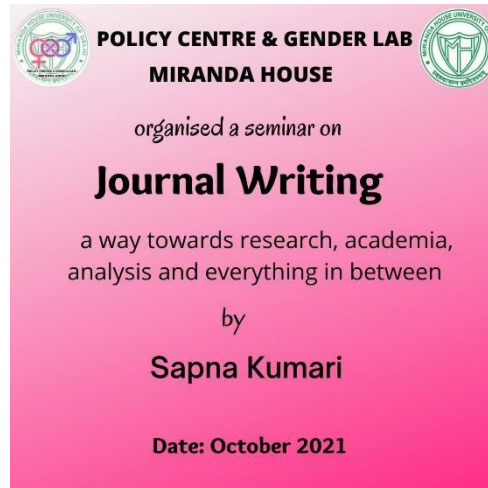 POLICY CENTRE & GENDER LAB
MIRANDA HOUSE
organised a seminar on
Journal Writing
a way towards research, academia,
analysis and everything in between
by
Sapna Kumari
Date: October 2021